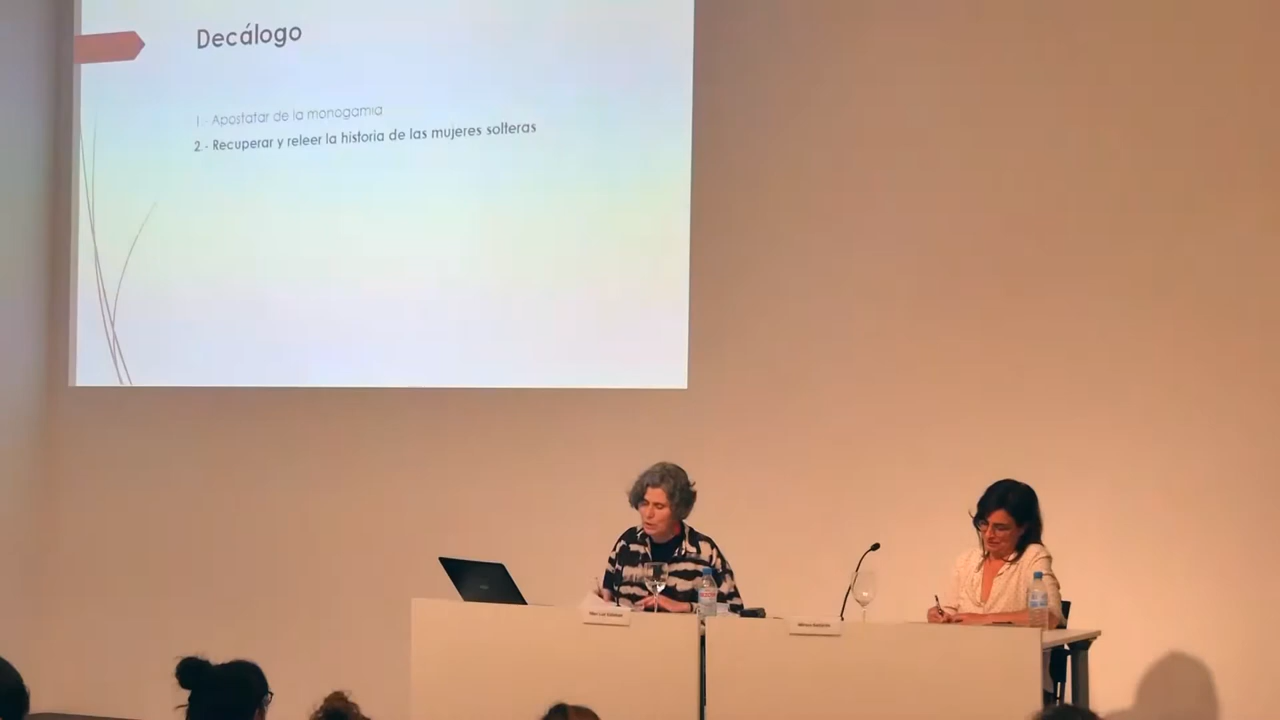 Decálogo
1.- Apostatar de la monogamia
2.- Recuperar y releer la historia de las mujeres solteras